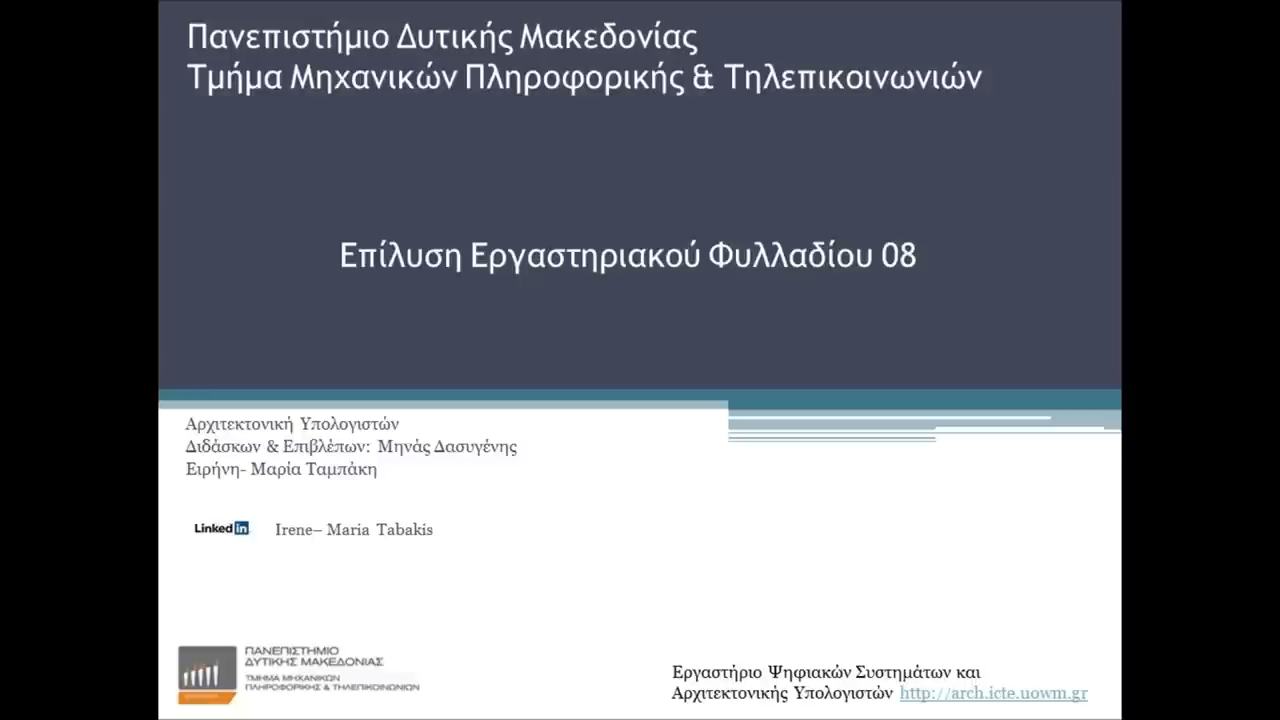 Πανεπιστήμιο Δυτικής Μακεδονίας
Τμήμα Μηχανικών Πληροφορικής & Τηλεπικοινωνιών
Επίλυση Εργαστηριακού Φυλλαδίου 08
Αρχιτεκτονική Υπολογιστών
Διδάσκων & Επιβλέπων: Μηνάς Δασυγένης
Ειρήνη- Μαρία Ταμπάκη
Linked in Irene– Maria Tabakis
ΠΑΝΕΠΙΣΤΗΜΙΟ
ΔΥΤΙΚΗΣ ΜΑΚΕΔΟΝΙΑΣ
ΤΜΗΜΑ ΜΗΧΑΝΙΚΩΝ
ΠΛΗΡΟΦΟΡΙΚΗΣ & ΤΗΛΕΠΙΚΟΙΝΩΝΙΩΝ
Εργαστήριο Ψηφιακών Συστημάτων και
Αρχιτεκτονικής Υπολογιστών http://arch.icte.uowm.gr